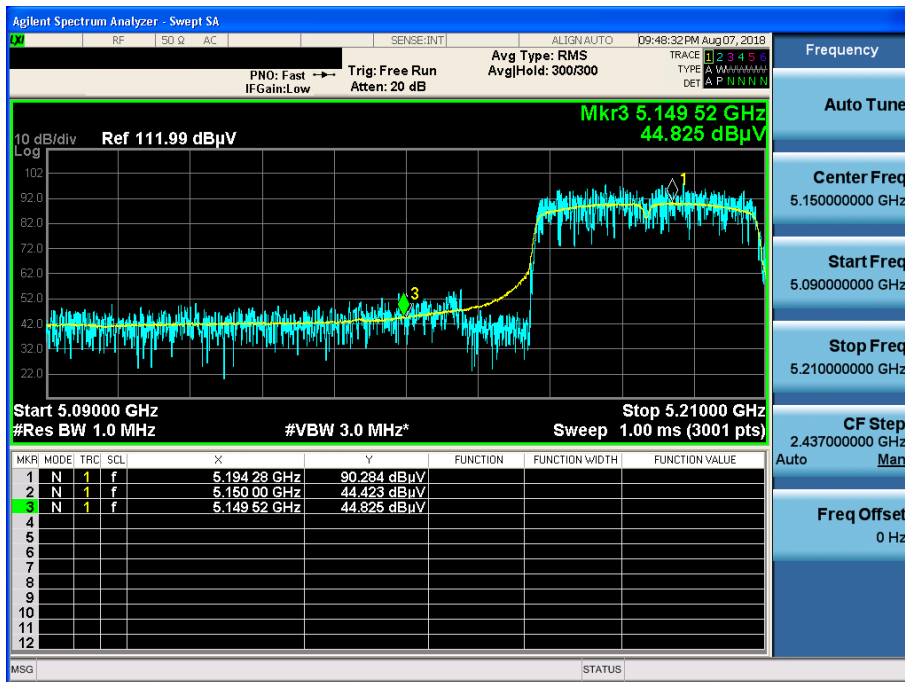 Agilent Spectrum Analyzer - Swept SA
LXI RF 50 Ω AC SENSE:INT ALIGN AUTO 09:48:32 PM Aug 07, 2018
PNO: Fast Trig: Free Run Avg Type: RMS TRACE 1 2 3 4 5 6
IFGain:Low Atten: 20 dB Avg|Hold: 300/300 TYPE A WWWWW
DET A P N N N N
Mkr3 5.149 52 GHz
44.825 dBµV
10 dB/div Ref 111.99 dBµV
Log
102
92.0
82.0
72.0
62.0
52.0
42.0
32.0
22.0
1
3
Start 5.09000 GHz Stop 5.21000 GHz
#Res BW 1.0 MHz #VBW 3.0 MHz* Sweep 1.00 ms (3001 pts)
MKR MODE TRC SCL X Y FUNCTION FUNCTION WIDTH FUNCTION VALUE
1 N 1 f 5.194 28 GHz 90.284 dBµV
2 N 1 f 5.150 00 GHz 44.423 dBµV
3 N 1 f 5.149 52 GHz 44.825 dBµV
4
5
6
7
8
9
10
11
12
MSG STATUS
Frequency
Auto Tune
Center Freq
5.150000000 GHz
Start Freq
5.090000000 GHz
Stop Freq
5.210000000 GHz
CF Step
2.437000000 GHz
Auto Man
Freq Offset
0 Hz